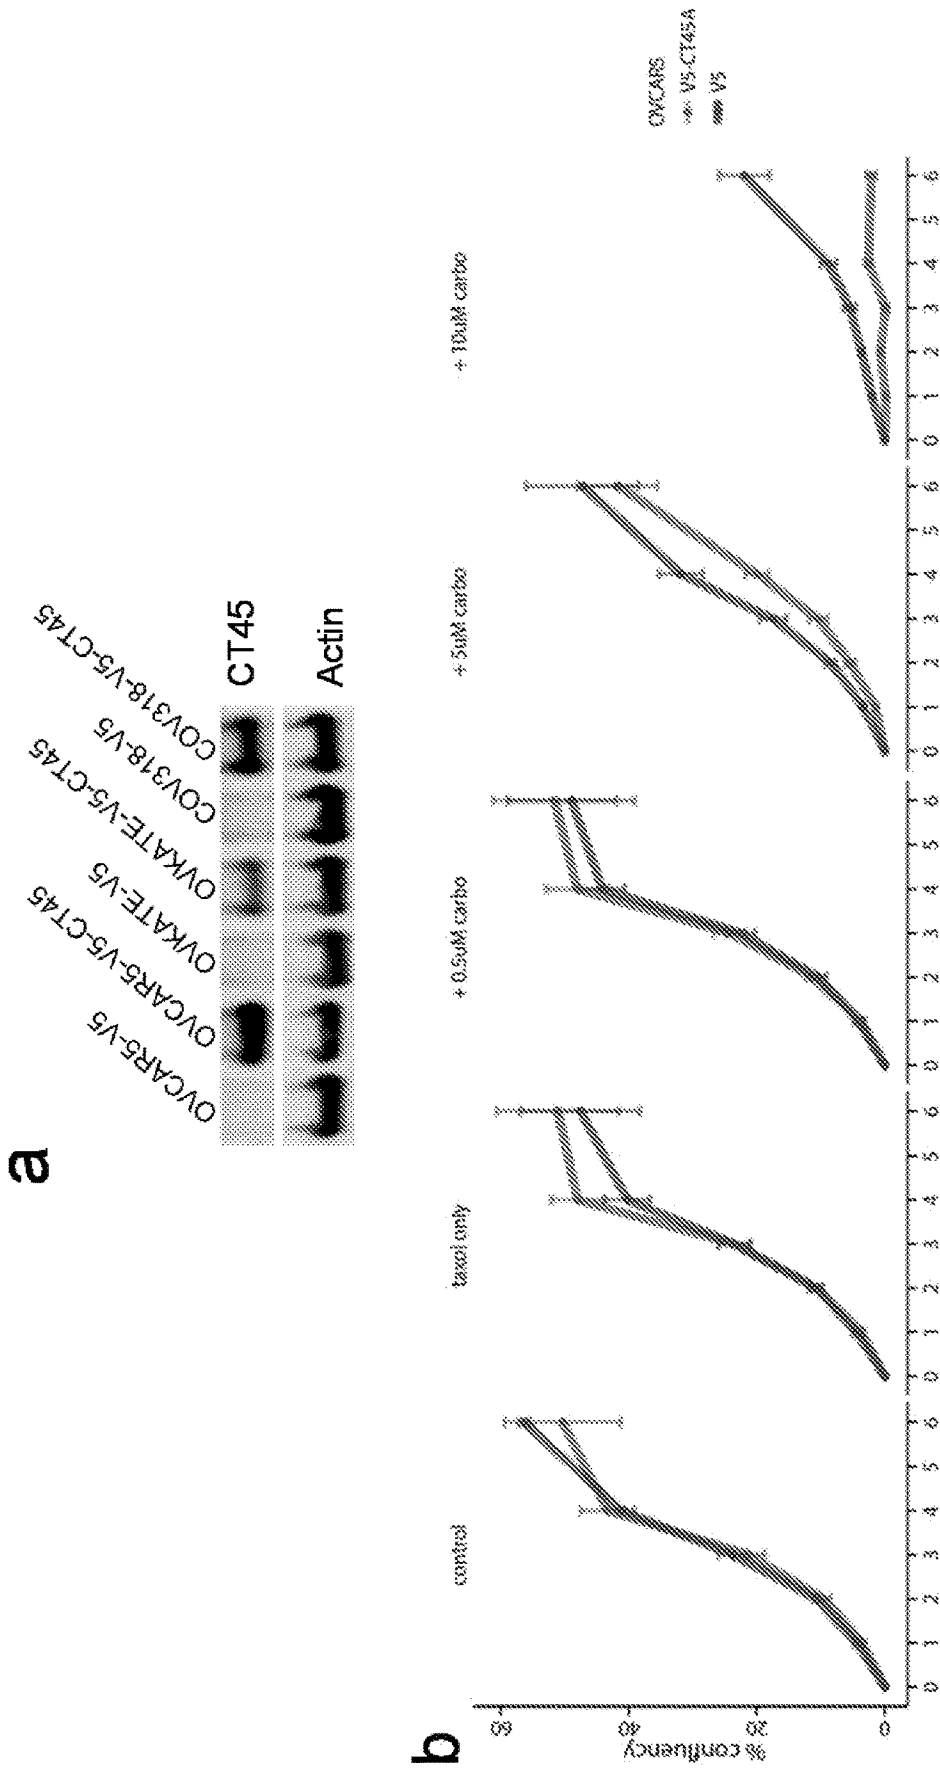 a
OVCAR5-V5
OVCAR5-V5-CT45
OVKATE-V5
OVKATE-V5-CT45
COV318-V5
COV318-V5-CT45
CT45
Actin
b
control
taxol only
+ 0.5uM carbo
+ 5uM carbo
+ 10uM carbo
OVCAR5
V5-CT45A
V5
% confluency
60
40
20
0
0 1 2 3 4 5 6
0 1 2 3 4 5 6
0 1 2 3 4 5 6
0 1 2 3 4 5 6
0 1 2 3 4 5 6